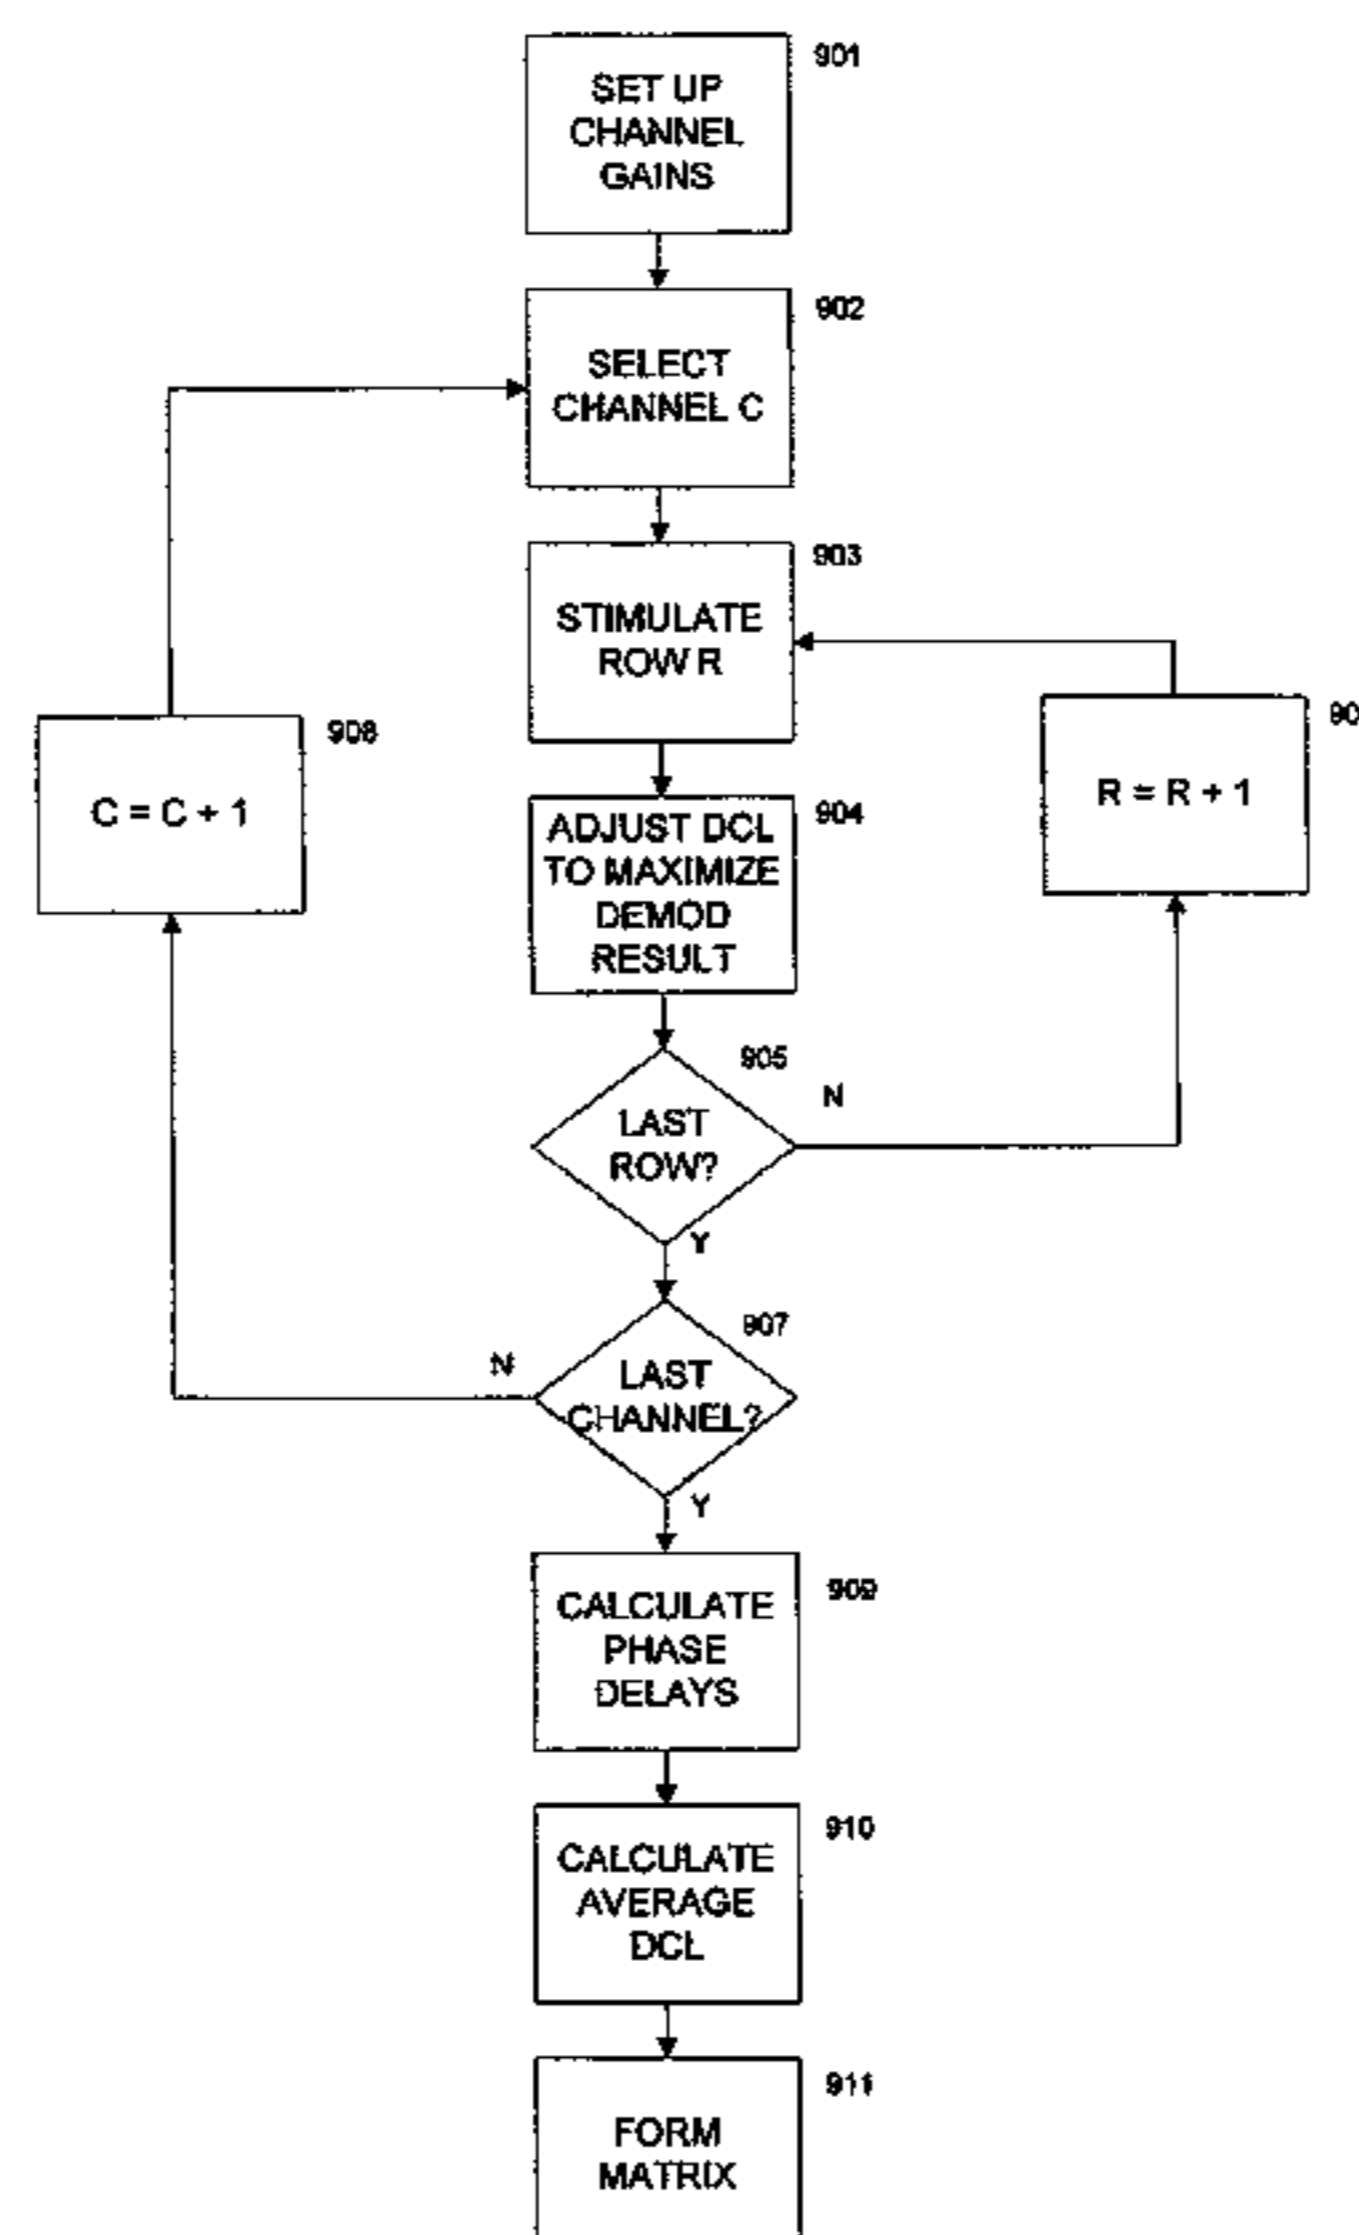 901
SET UP
CHANNEL
GAINS
902
SELECT
CHANNEL C
903
STIMULATE
ROW R
908
C = C + 1
R = R + 1
904
ADJUST DCL
TO MAXIMIZE
DEMOD
RESULT
905
LAST
ROW?
N
Y
907
LAST
CHANNEL?
N
Y
909
CALCULATE
PHASE
DELAYS
910
CALCULATE
AVERAGE
DCL
911
FORM
MATRIX